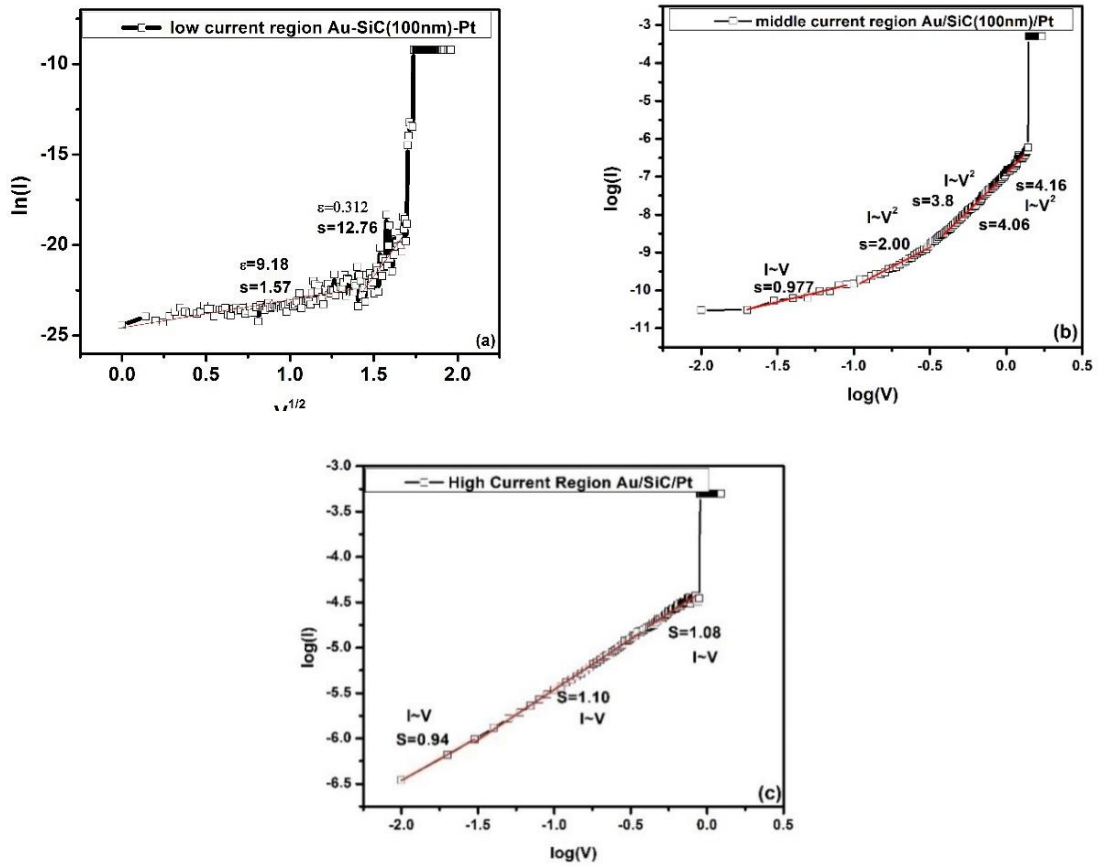 low current region Au-SiC(100nm)-Pt
-10
-15
-20
-25
ln(I)
ε=0.312
s=12.76
ε=9.18
s=1.57
(a)
0.0 0.5 1.0 1.5 2.0
V1/2
middle current region Au/SiC(100nm)/Pt
-3
-4
-5
-6
-7
-8
-9
-10
-11
log(I)
I~V2
s=3.8
s=4.16
I~V2
I~V2
s=4.06
s=2.00
I~V
s=0.977
(b)
-2.0 -1.5 -1.0 -0.5 0.0 0.5
log(V)
High Current Region Au/SiC/Pt
-3.0
-3.5
-4.0
-4.5
-5.0
-5.5
-6.0
-6.5
log(I)
S=1.08
I~V
S=1.10
I~V
I~V
S=0.94
(c)
-2.0 -1.5 -1.0 -0.5 0.0 0.5
log(V)